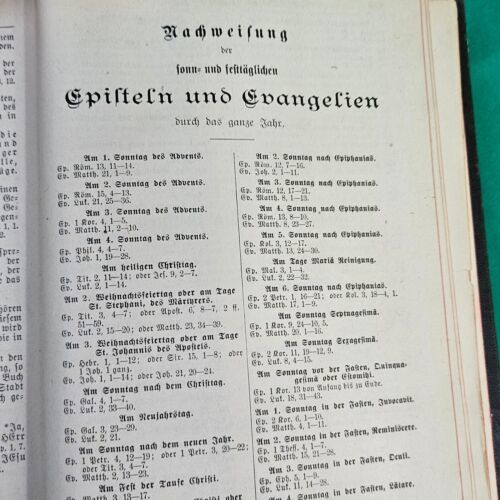 Nachweisung
der
sonn- und festtäglichen
Episteln und Evangelien
durch das ganze Jahr.
Am 1. Sonntag des Advents.
Ep. Röm. 13, 11—14.
Ev. Matth. 21, 1—9.
Am 2. Sonntag des Advents.
Ep. Röm. 15, 4—13.
Ev. Luk. 21, 25—36.
Am 3. Sonntag des Advents.
Ep. 1 Kor. 4, 1—5.
Ev. Matth. 11, 2—10.
Am 4. Sonntag des Advents.
Ep. Phil. 4, 4—7.
Ev. Joh. 1, 19—28.
Am heiligen Christtag.
Ep. Tit. 2, 11—14; oder Jes. 9, 2—7.
Ev. Luk. 2, 1—14.
Am 2. Weihnachtsfeiertag oder am Tage
St. Stephani, des Märtyrers.
Ep. Tit. 3, 4—7; oder Apost. 6, 8—7, 2 ff.
51—59.
Ev. Luk. 2, 15—20; oder Matth. 23, 34—39.
Am 3. Weihnachtsfeiertag oder am Tage
St. Johannis des Apostels.
Ep. Hebr. 1, 1—12; oder Sir. 15, 1—8; oder
1 Joh. 1 ganz.
Ev. Joh. 1, 1—14; oder Joh. 21, 20—24.
Am Sonntag nach dem Christtag.
Ep. Gal. 4, 1—7.
Ev. Luk. 2, 33—40.
Am Neujahrstag.
Ep. Gal. 3, 23—29.
Ev. Luk. 2, 21.
Am Sonntag nach dem neuen Jahr.
Ep. 1 Petr. 4, 12—19; oder 1 Petr. 3, 20—22;
oder Tit. 3, 4—7.
Ev. Matth. 2, 13—23.
Am Fest der Taufe Christi
Ev. Matth. 3, 13—17.
Am 2. Sonntag nach Epiphanias.
Ep. Röm. 12, 7—16.
Ev. Joh. 2, 1—11.
Am 3. Sonntag nach Epiphanias.
Ep. Röm. 12, 17—21.
Ev. Matth. 8, 1—13.
Am 4. Sonntag nach Epiphanias.
Ep. Röm. 13, 8—10.
Ev. Matth. 8, 23—27.
Am 5. Sonntag nach Epiphanias.
Ep. Kol. 3, 12—17.
Ev. Matth. 13, 24—30.
Am Tage Mariä Reinigung.
Ep. Mal. 3, 1—4.
Ev. Luk. 2, 22—32.
Am 6. Sonntag nach Epiphanias.
Ep. 2 Petr. 1, 16—21; oder Kol. 3, 18—4, 1.
Ev. Matth. 17, 1—9.
Am Sonntag Septuagesimä.
Ep. 1 Kor. 9, 24—10, 5.
Ev. Matth. 20, 1—16.
Am Sonntag Sexagesimä.
Ep. 2 Kor. 11, 19—12, 9.
Ev. Luk. 8, 4—15.
Am Sonntag vor der Fasten, Quinqua-
gesimä oder Estomihi.
Ep. 1 Kor. 13 von Anfang bis zu Ende.
Ev. Luk. 18, 31—43.
Am 1. Sonntag in der Fasten, Invocavit.
Ep. 2 Kor. 6, 1—10.
Ev. Matth. 4, 1—11.
Am 2. Sonntag in der Fasten, Reminiscere.
Ep. 1 Thess. 4, 1—7.
Ev. Matth. 15, 21—28.
Am 3. Sonntag in der Fasten, Oculi.
Ep. Eph. 5, 1—9.
Ev. Luk. 11, 14—28.
Am 4. Sonntag in der Fasten, Lätare.